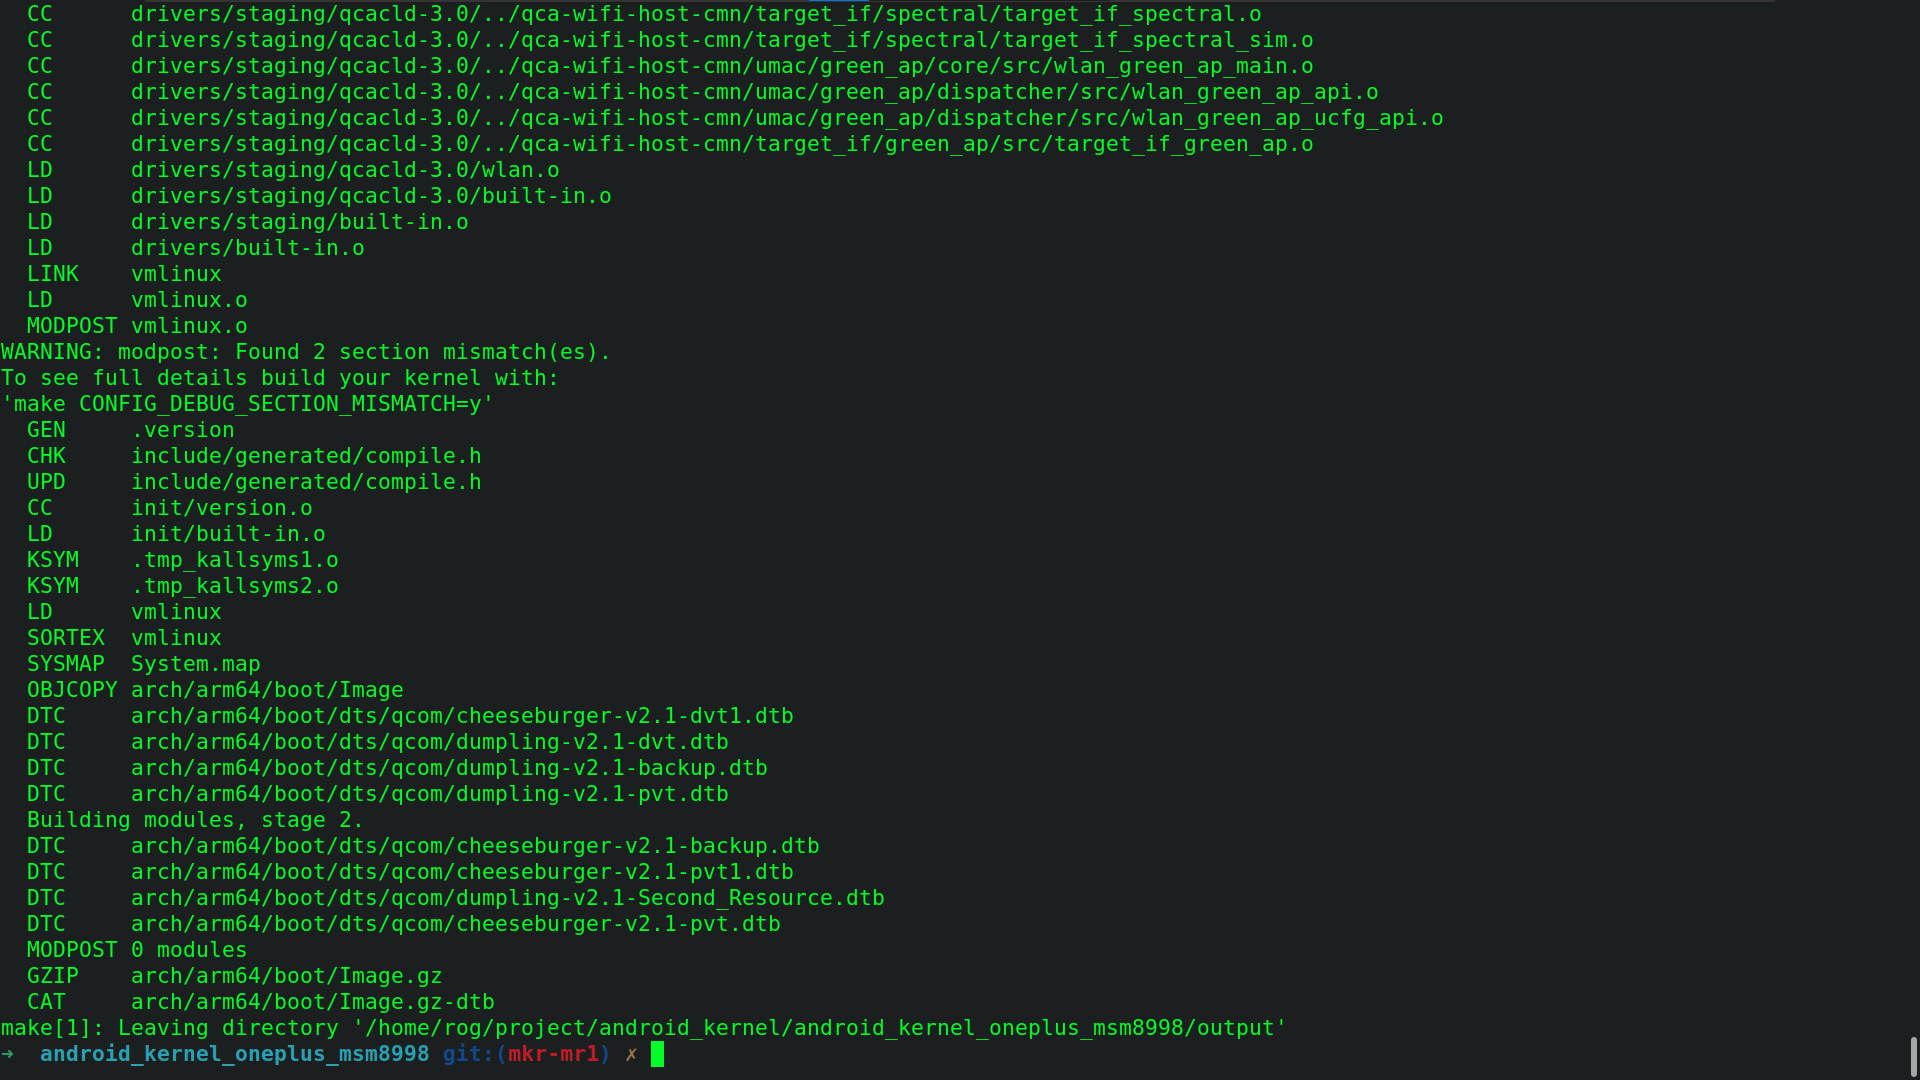 CC drivers/staging/qcacld-3.0/../qca-wifi-host-cmn/target_if/spectral/target_if_spectral.o
CC drivers/staging/qcacld-3.0/../qca-wifi-host-cmn/target_if/spectral/target_if_spectral_sim.o
CC drivers/staging/qcacld-3.0/../qca-wifi-host-cmn/umac/green_ap/core/src/wlan_green_ap_main.o
CC drivers/staging/qcacld-3.0/../qca-wifi-host-cmn/umac/green_ap/dispatcher/src/wlan_green_ap_api.o
CC drivers/staging/qcacld-3.0/../qca-wifi-host-cmn/umac/green_ap/dispatcher/src/wlan_green_ap_ucfg_api.o
CC drivers/staging/qcacld-3.0/../qca-wifi-host-cmn/target_if/green_ap/src/target_if_green_ap.o
LD drivers/staging/qcacld-3.0/wlan.o
LD drivers/staging/qcacld-3.0/built-in.o
LD drivers/staging/built-in.o
LD drivers/built-in.o
LINK vmlinux
LD vmlinux.o
MODPOST vmlinux.o
WARNING: modpost: Found 2 section mismatch(es).
To see full details build your kernel with:
'make CONFIG_DEBUG_SECTION_MISMATCH=y'
GEN .version
CHK include/generated/compile.h
UPD include/generated/compile.h
CC init/version.o
LD init/built-in.o
KSYM .tmp_kallsyms1.o
KSYM .tmp_kallsyms2.o
LD vmlinux
SORTEX vmlinux
SYSMAP System.map
OBJCOPY arch/arm64/boot/Image
DTC arch/arm64/boot/dts/qcom/cheeseburger-v2.1-dvt1.dtb
DTC arch/arm64/boot/dts/qcom/dumpling-v2.1-dvt.dtb
DTC arch/arm64/boot/dts/qcom/dumpling-v2.1-backup.dtb
DTC arch/arm64/boot/dts/qcom/dumpling-v2.1-pvt.dtb
Building modules, stage 2.
DTC arch/arm64/boot/dts/qcom/cheeseburger-v2.1-backup.dtb
DTC arch/arm64/boot/dts/qcom/cheeseburger-v2.1-pvt1.dtb
DTC arch/arm64/boot/dts/qcom/dumpling-v2.1-Second_Resource.dtb
DTC arch/arm64/boot/dts/qcom/cheeseburger-v2.1-pvt.dtb
MODPOST 0 modules
GZIP arch/arm64/boot/Image.gz
CAT arch/arm64/boot/Image.gz-dtb
make[1]: Leaving directory '/home/rog/project/android_kernel/android_kernel_oneplus_msm8998/output'
➜ android_kernel_oneplus_msm8998 git:(mkr-mr1) ✗